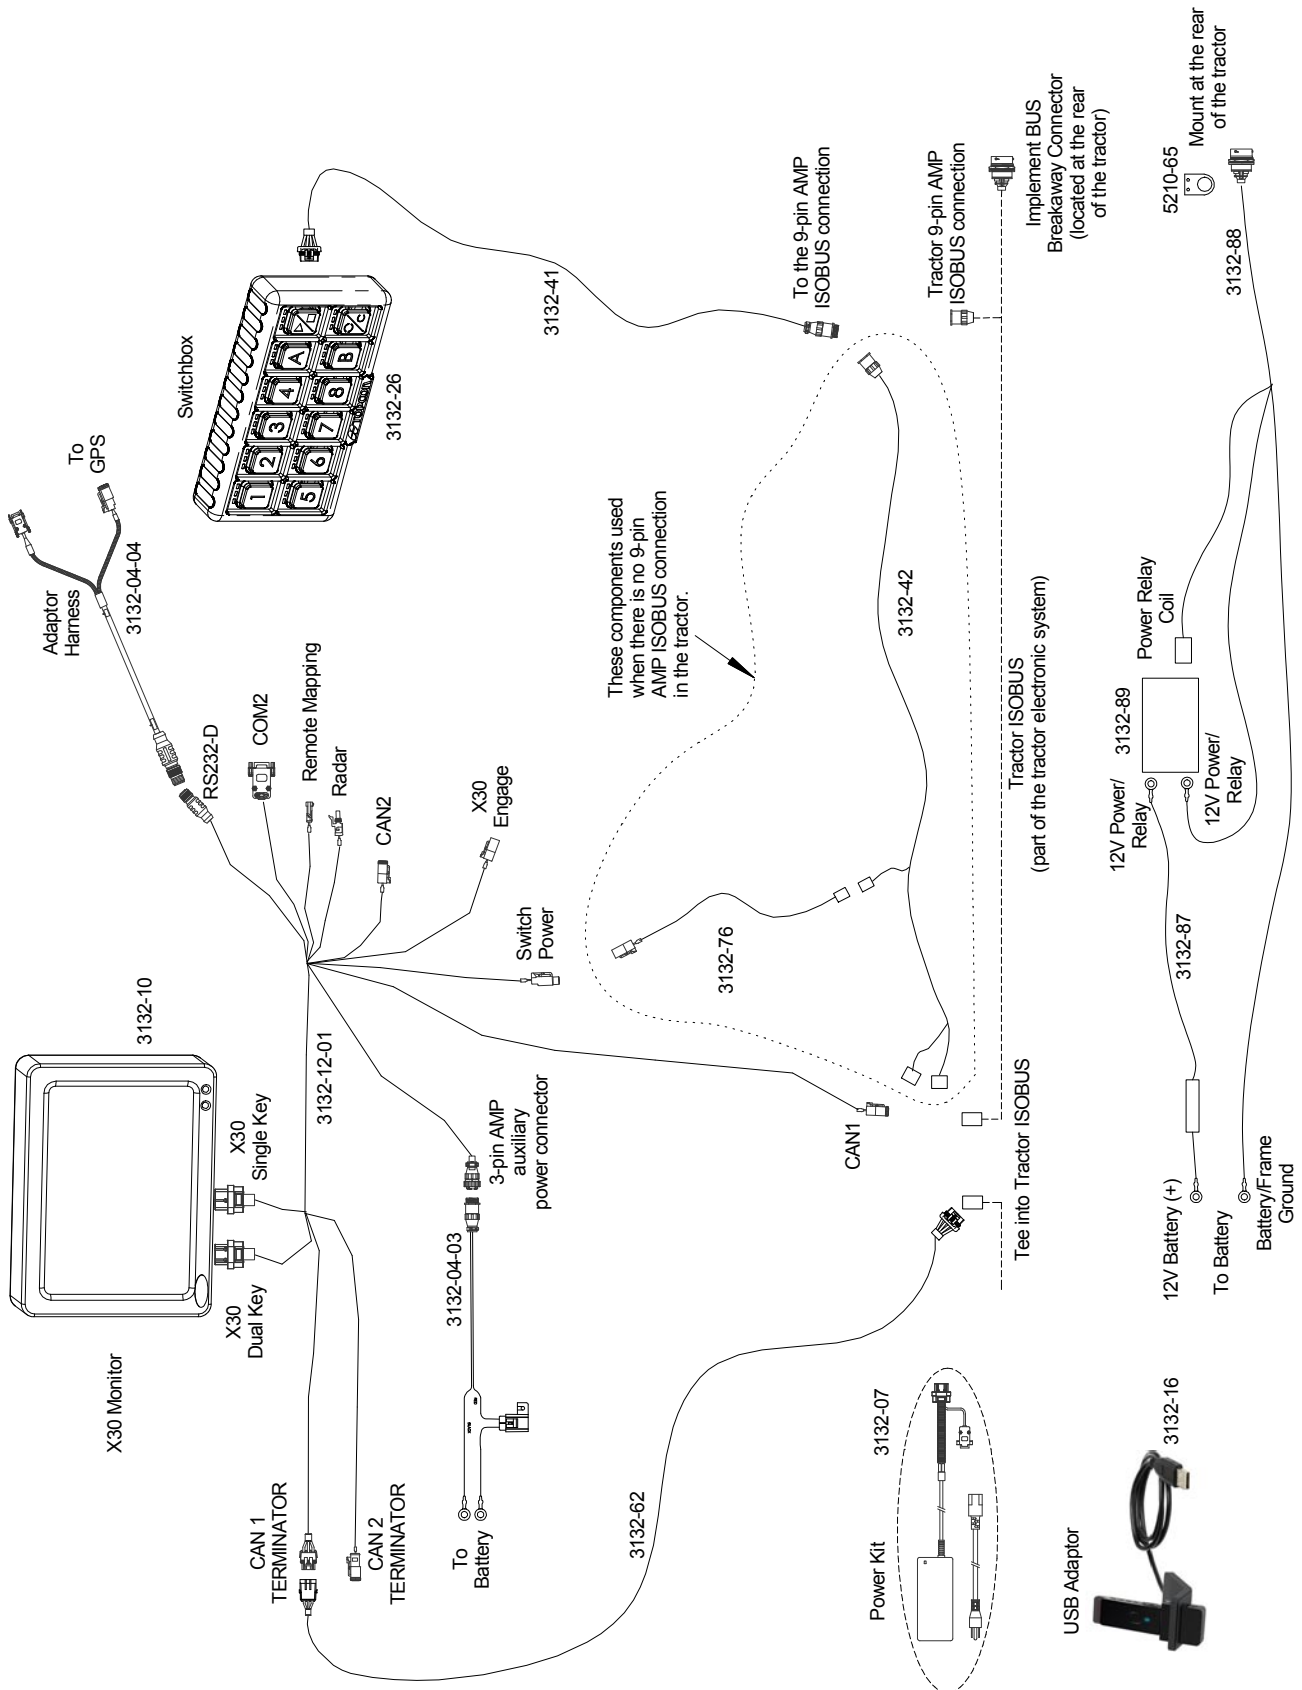 X30 Monitor
3132-10
X30
Dual Key
X30
Single Key
CAN 1
TERMINATOR
CAN 2
TERMINATOR
3132-12-01
Adaptor
Harness
3132-04-04
To
GPS
RS232-D
COM2
Remote Mapping
Radar
CAN2
X30
Engage
Switch
Power
CAN1
Switchbox
1
2
3
4
A
5
6
7
8
B
3132-26
3132-41
To
Battery
BLACK
RED
3132-04-03
3-pin AMP
auxiliary
power connector
3132-62
These components used
when there is no 9-pin
AMP ISOBUS connection
in the tractor.
3132-76
3132-42
To the 9-pin AMP
ISOBUS connection
Tractor 9-pin AMP
ISOBUS connection
Tee into Tractor ISOBUS
Tractor ISOBUS
(part of the tractor electronic system)
Implement BUS
Breakaway Connector
(located at the rear
of the tractor)
Power Kit
3132-07
USB Adaptor
3132-16
12V Battery (+)
To Battery
Battery/Frame
Ground
3132-87
12V Power/
Relay
3132-89
12V Power/
Relay
Power Relay
Coil
3132-88
5210-65
Mount at the rear
of the tractor